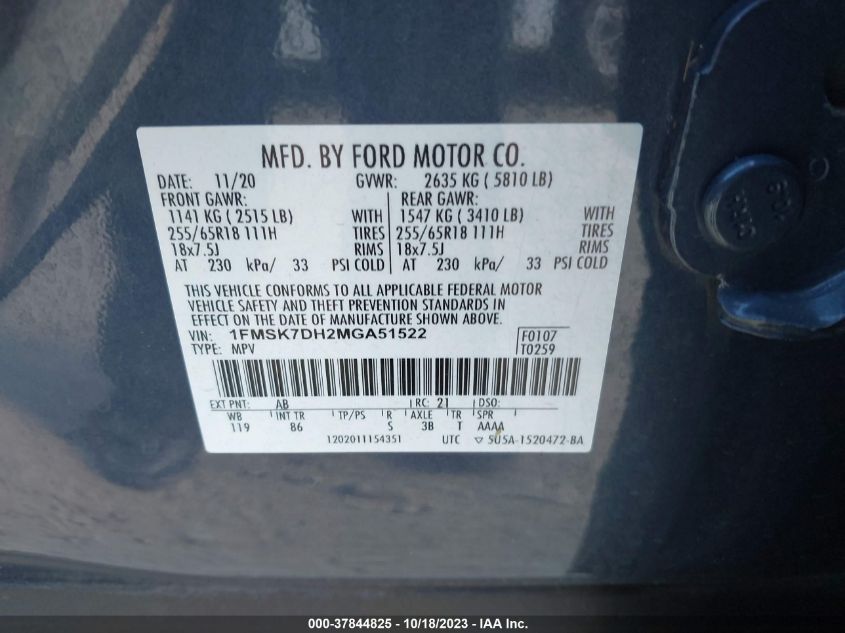 MFD. BY FORD MOTOR CO.
DATE: 11/20 GVWR: 2635 KG ( 5810 LB)
FRONT GAWR: REAR GAWR:
1141 KG ( 2515 LB) WITH 1547 KG ( 3410 LB) WITH
255/65R18 111H TIRES 255/65R18 111H TIRES
18x7.5J RIMS 18x7.5J RIMS
AT 230 kPa/ 33 PSI COLD AT 230 kPa/ 33 PSI COLD
THIS VEHICLE CONFORMS TO ALL APPLICABLE FEDERAL MOTOR
VEHICLE SAFETY AND THEFT PREVENTION STANDARDS IN
EFFECT ON THE DATE OF MANUFACTURE SHOWN ABOVE.
VIN: 1FMSK7DH2MGA51522 F0107
TYPE: MPV T0259
EXT PNT: AB RC: 21 DSO:
WB INT TR TP/PS R AXLE TR SPR
119 86 S 3B T AAAA
1202011154351 UTC ▽ 5U5A-1520472-BA
000-37844825 - 10/18/2023 - IAA Inc.